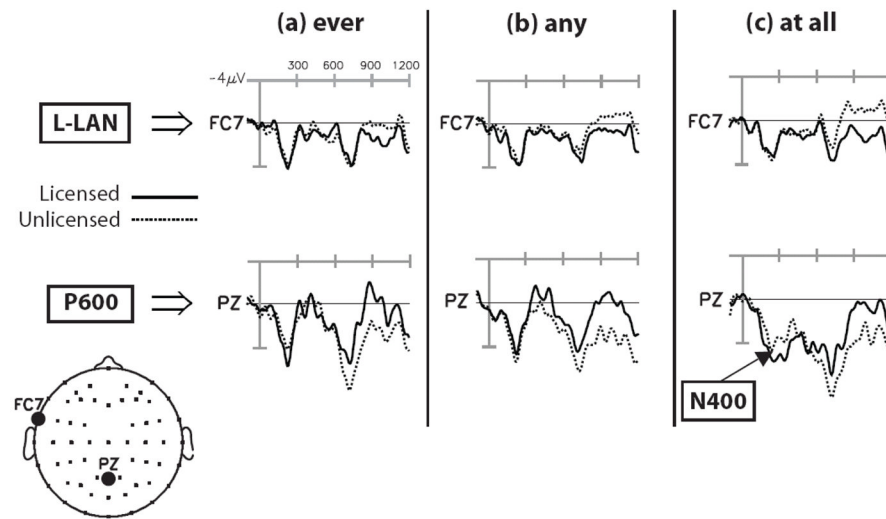 (a) ever
(b) any
(c) at all
-4μV
300 600 900 1200
L-LAN
FC7
FC7
FC7
Licensed
Unlicensed
P600
PZ
PZ
PZ
N400
FC7
PZ